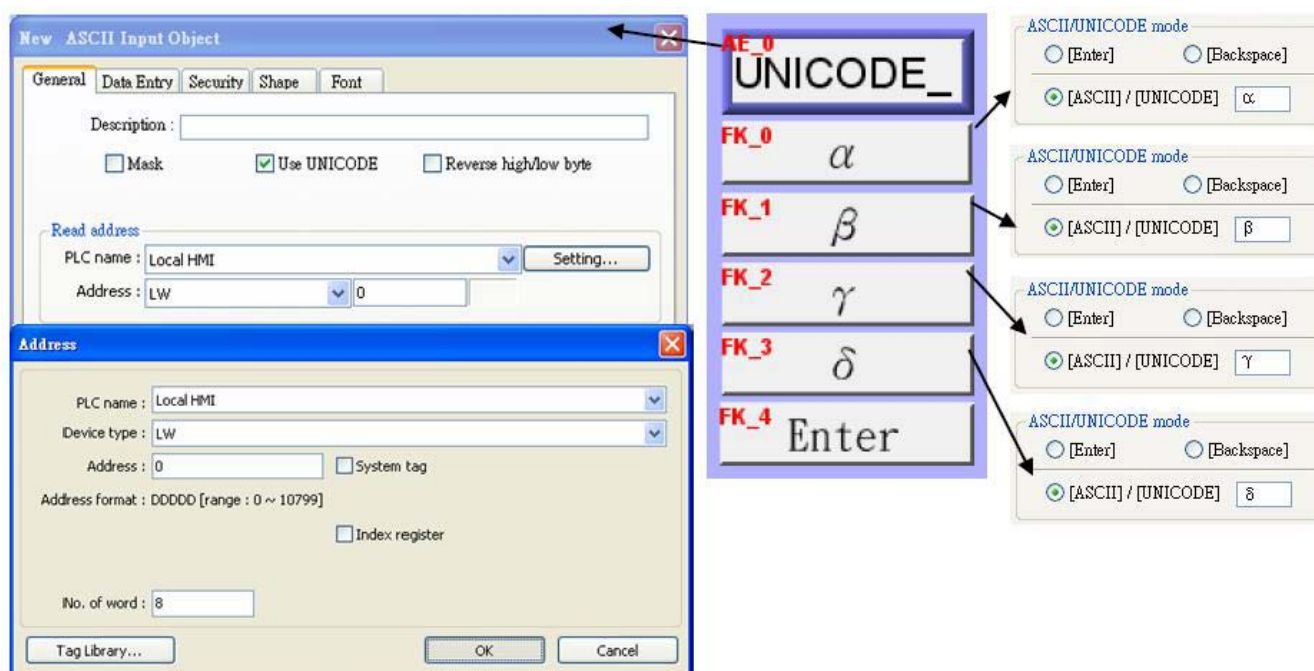 New ASCII Input Object
General Data Entry Security Shape Font
Description :
Mask Use UNICODE Reverse high/low byte
Read address
PLC name : Local HMI Setting...
Address : LW 0
Address
PLC name : Local HMI
Device type : LW
Address : 0 System tag
Address format : DDDDD [range : 0 ~ 10799]
Index register
No. of word : 8
Tag Library... OK Cancel
AE_0
UNICODE_
FK_0
α
FK_1
β
FK_2
γ
FK_3
δ
FK_4
Enter
ASCII/UNICODE mode
[Enter] [Backspace]
[ASCII] / [UNICODE] α
ASCII/UNICODE mode
[Enter] [Backspace]
[ASCII] / [UNICODE] β
ASCII/UNICODE mode
[Enter] [Backspace]
[ASCII] / [UNICODE] γ
ASCII/UNICODE mode
[Enter] [Backspace]
[ASCII] / [UNICODE] δ